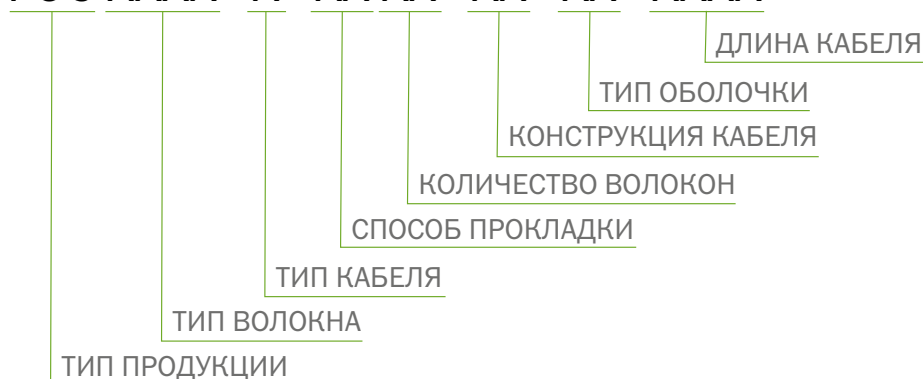 ДЛИНА КАБЕЛЯ
ТИП ОБОЛОЧКИ
КОНСТРУКЦИЯ КАБЕЛЯ
КОЛИЧЕСТВО ВОЛОКОН
СПОСОБ ПРОКЛАДКИ
ТИП КАБЕЛЯ
ТИП ВОЛОКНА
ТИП ПРОДУКЦИИ